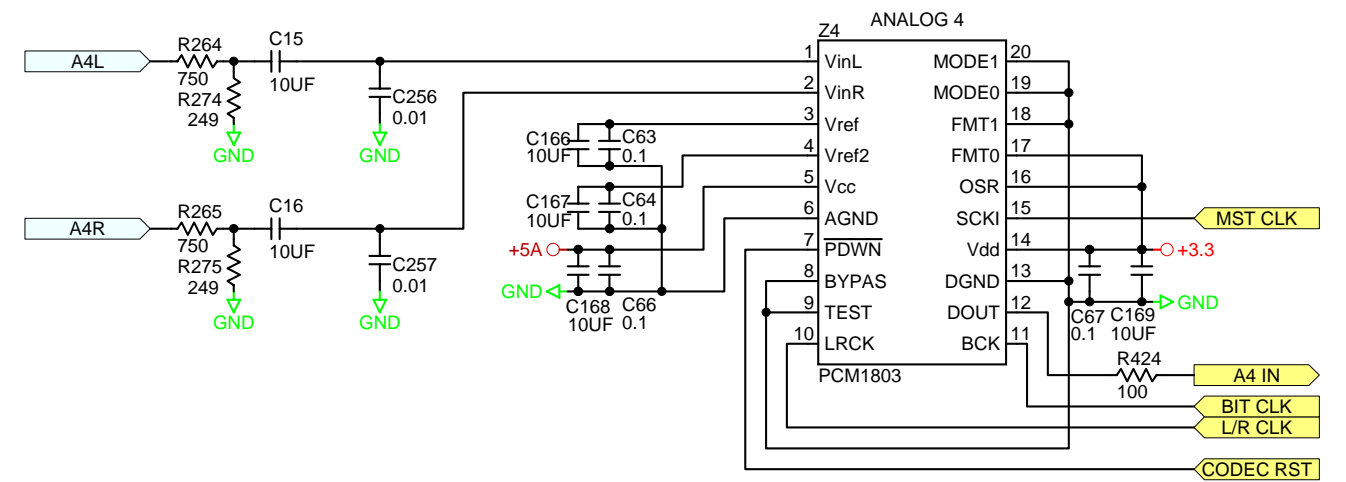 ANALOG 4
Z4
A4L
R264
750
R274
249
GND
C15
10UF
C256
0.01
GND
A4R
R265
750
R275
249
GND
C16
10UF
C257
0.01
GND
C166
10UF
C63
0.1
C167
10UF
C64
0.1
+5A
GND
C168
10UF
C66
0.1
1 VinL
2 VinR
3 Vref
4 Vref2
5 Vcc
6 AGND
7 PDWN
8 BYPAS
9 TEST
10 LRCK
MODE1 20
MODE0 19
FMT1 18
FMT0 17
OSR 16
SCKI 15
Vdd 14
DGND 13
DOUT 12
BCK 11
PCM1803
MST CLK
+3.3
GND
C67
0.1
C169
10UF
R424
100
A4 IN
BIT CLK
L/R CLK
CODEC RST